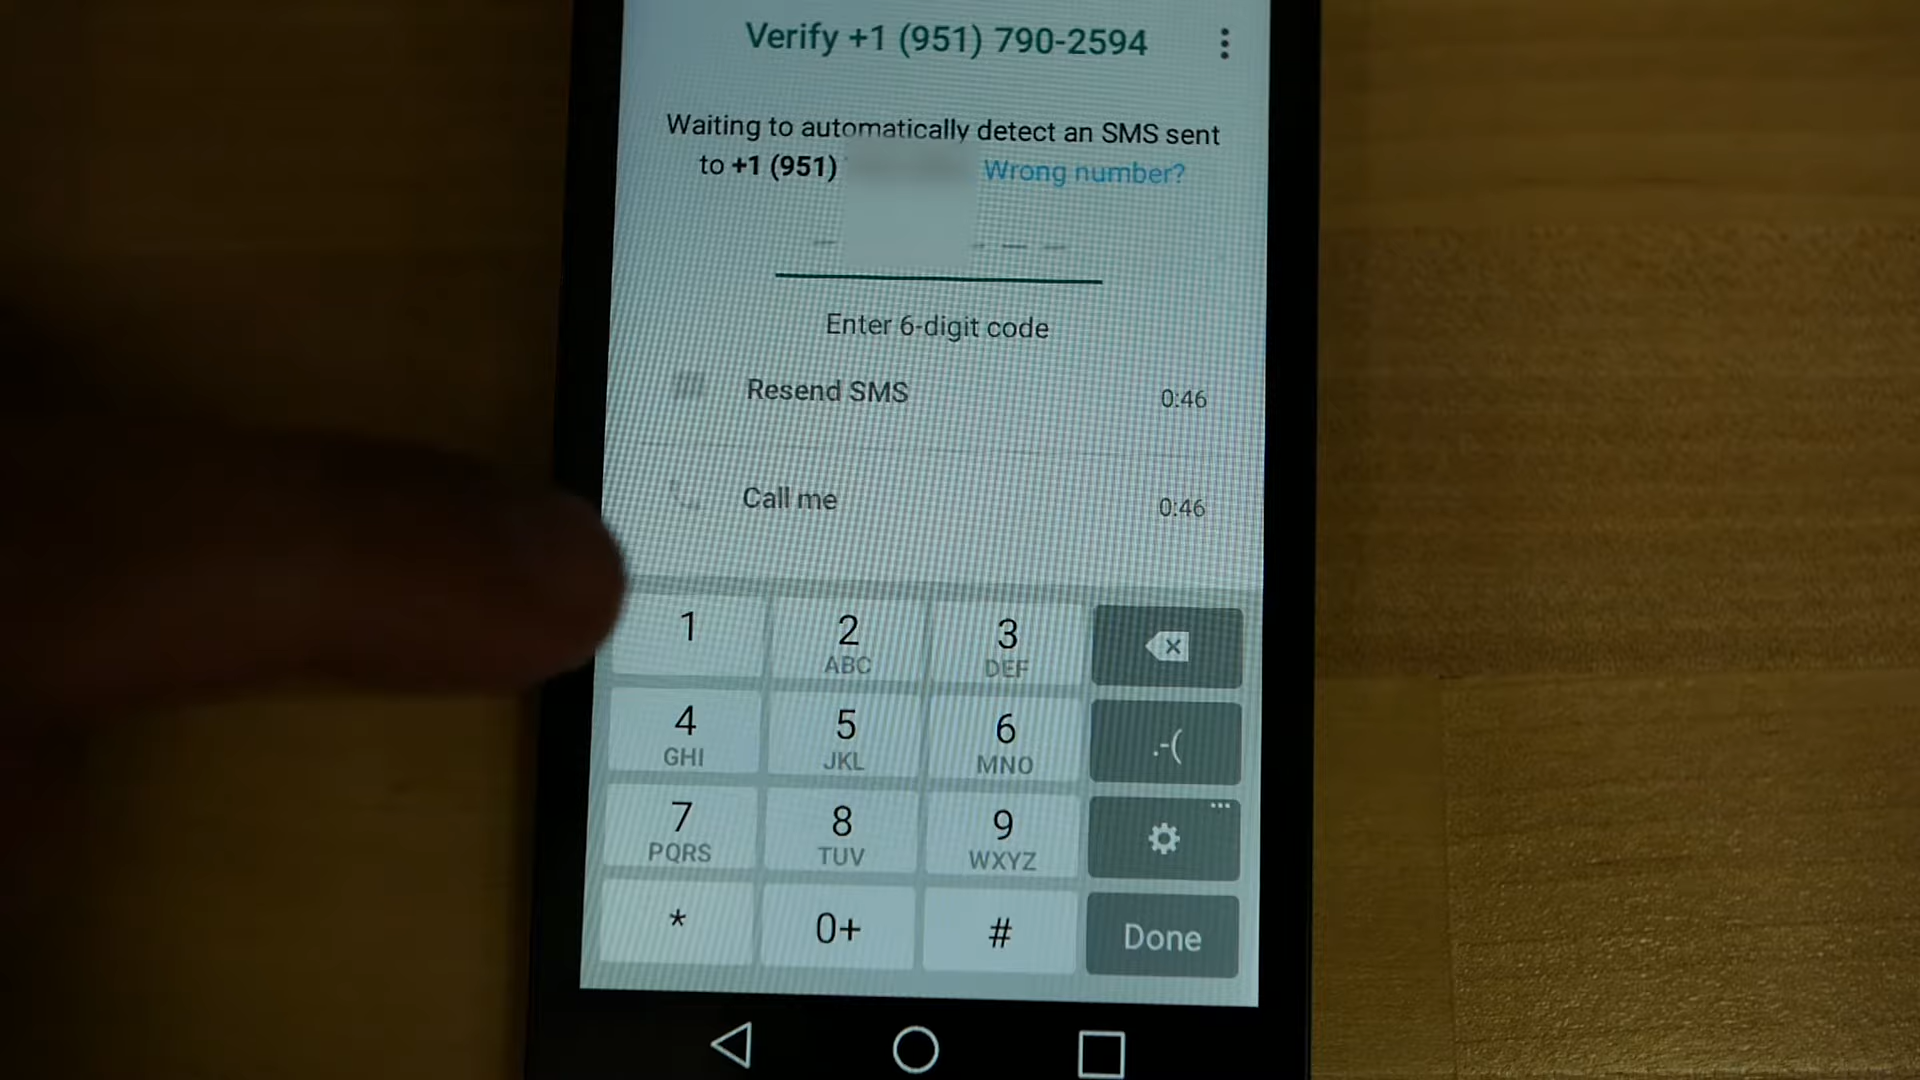 Verify +1 (951) 790-2594
Waiting to automatically detect an SMS sent
to +1 (951) Wrong number?
Enter 6-digit code
Resend SMS 0:46
Call me 0:46
1 2 3
ABC DEF
4 5 6 .-(
GHI JKL MNO
7 8 9 ...
PQRS TUV WXYZ
* 0+ # Done